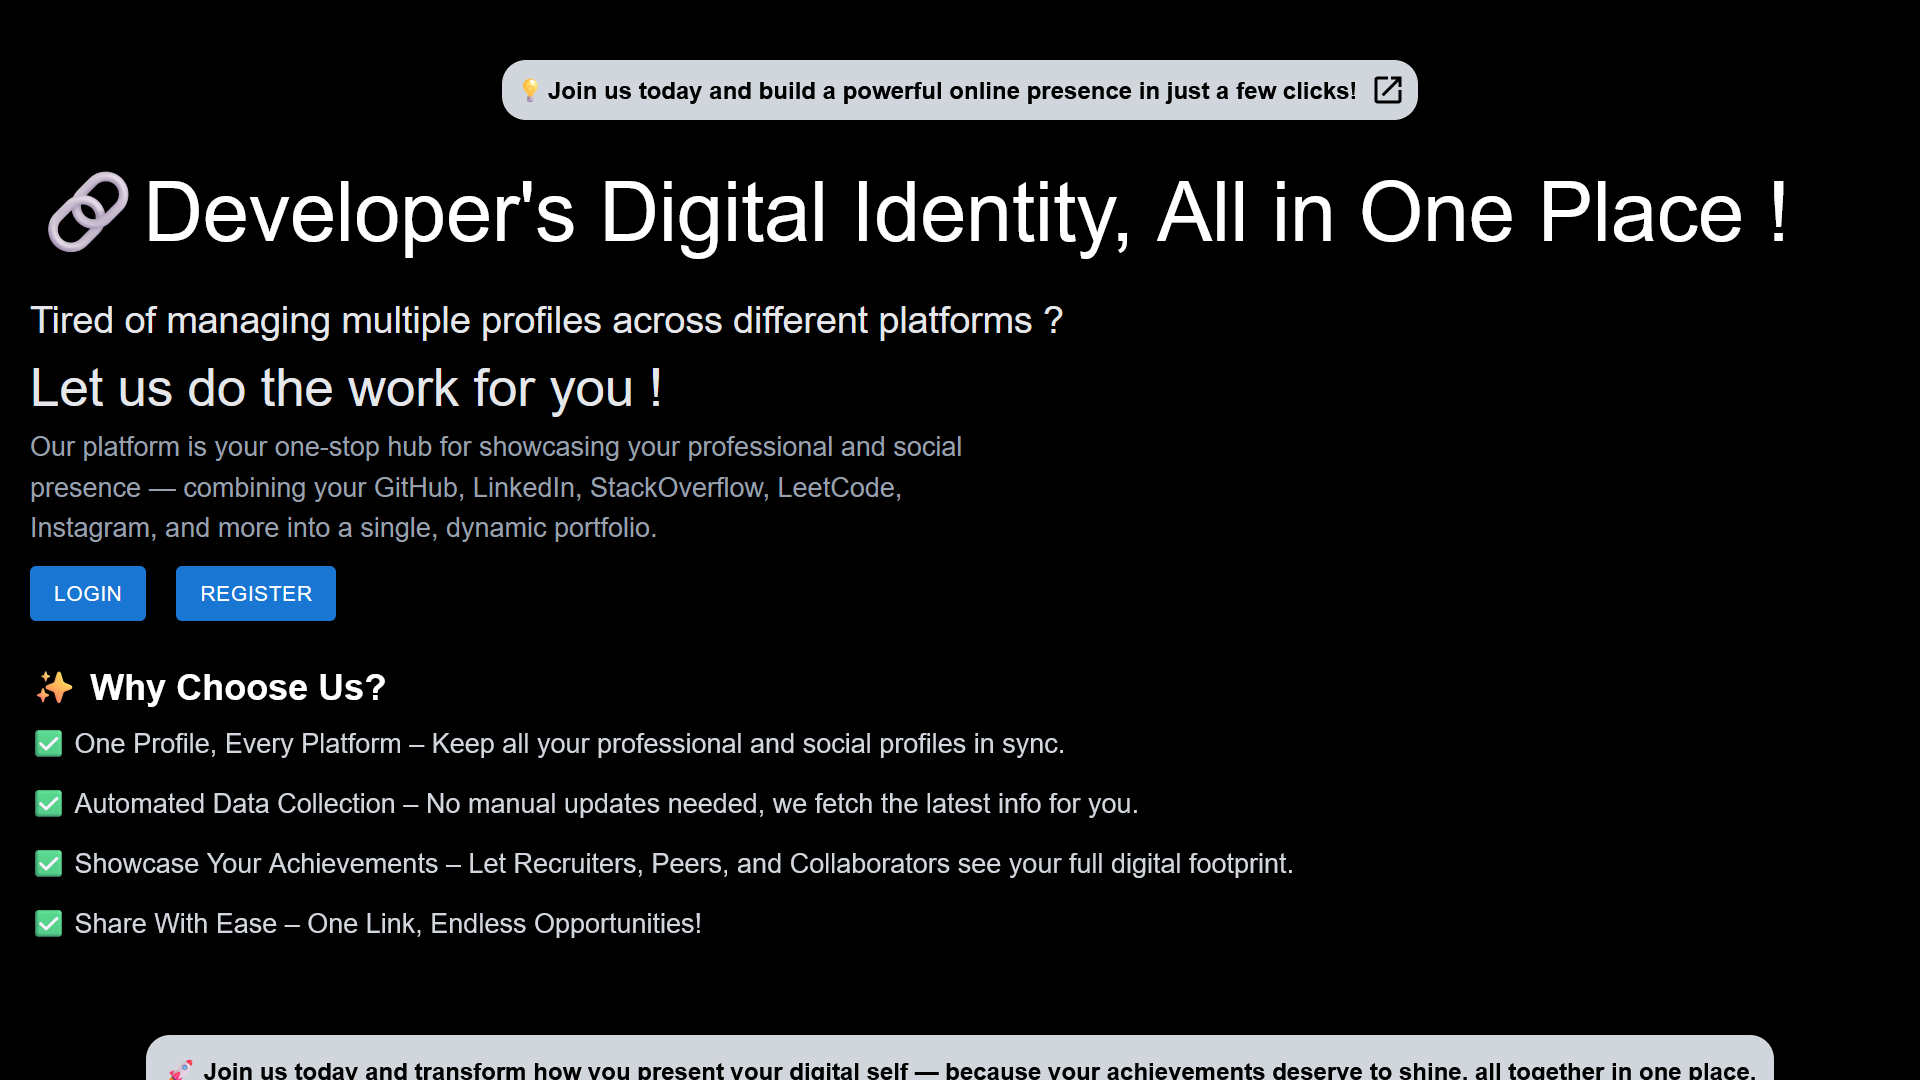 💡 Join us today and build a powerful online presence in just a few clicks!
🔗Developer's Digital Identity, All in One Place !
Tired of managing multiple profiles across different platforms ?
Let us do the work for you !
Our platform is your one-stop hub for showcasing your professional and social
presence — combining your GitHub, LinkedIn, StackOverflow, LeetCode,
Instagram, and more into a single, dynamic portfolio.
LOGIN REGISTER
✨ Why Choose Us?
✅ One Profile, Every Platform – Keep all your professional and social profiles in sync.
✅ Automated Data Collection – No manual updates needed, we fetch the latest info for you.
✅ Showcase Your Achievements – Let Recruiters, Peers, and Collaborators see your full digital footprint.
✅ Share With Ease – One Link, Endless Opportunities!
🚀 Join us today and transform how you present your digital self — because your achievements deserve to shine, all together in one place.